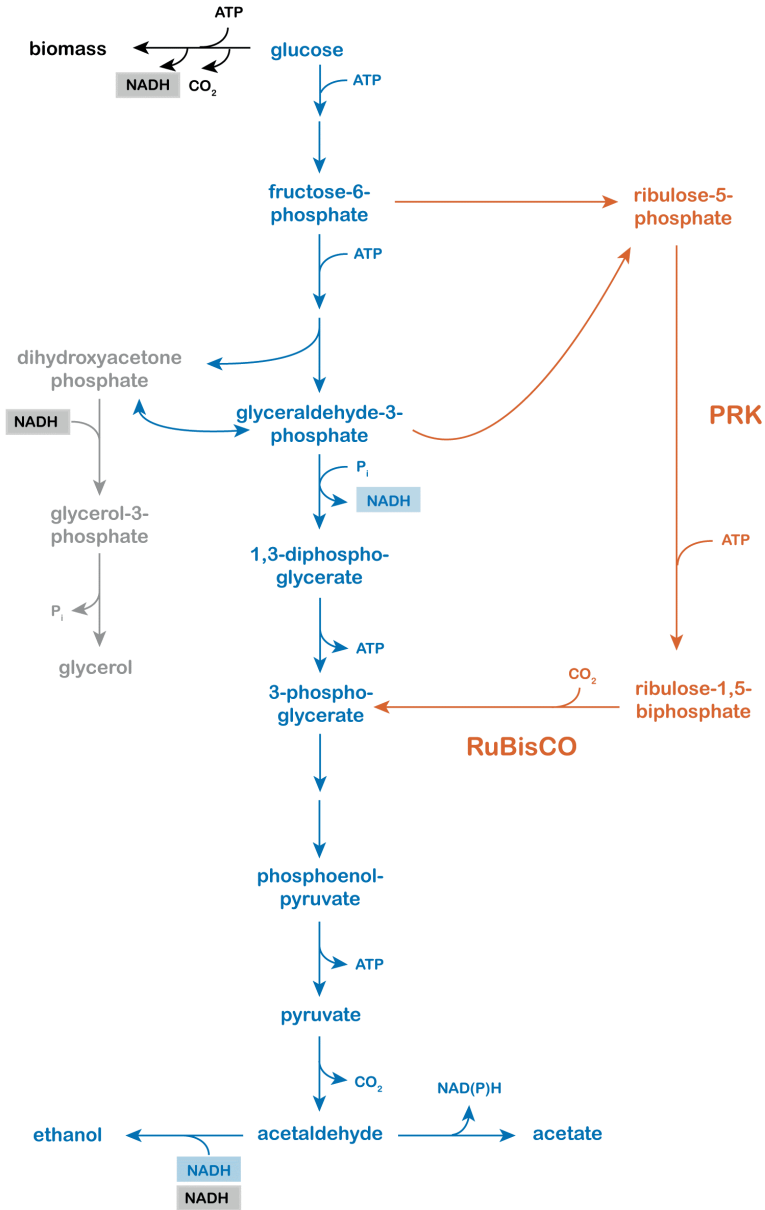 ATP
biomass
glucose
NADH
CO2
ATP
fructose-6-
phosphate
ribulose-5-
phosphate
ATP
dihydroxyacetone
phosphate
NADH
glyceraldehyde-3-
phosphate
PRK
Pi
NADH
glycerol-3-
phosphate
1,3-diphospho-
glycerate
ATP
Pi
ATP
glycerol
3-phospho-
glycerate
CO2
ribulose-1,5-
biphosphate
RuBisCO
phosphoenol-
pyruvate
ATP
pyruvate
CO2
NAD(P)H
ethanol
acetaldehyde
acetate
NADH
NADH